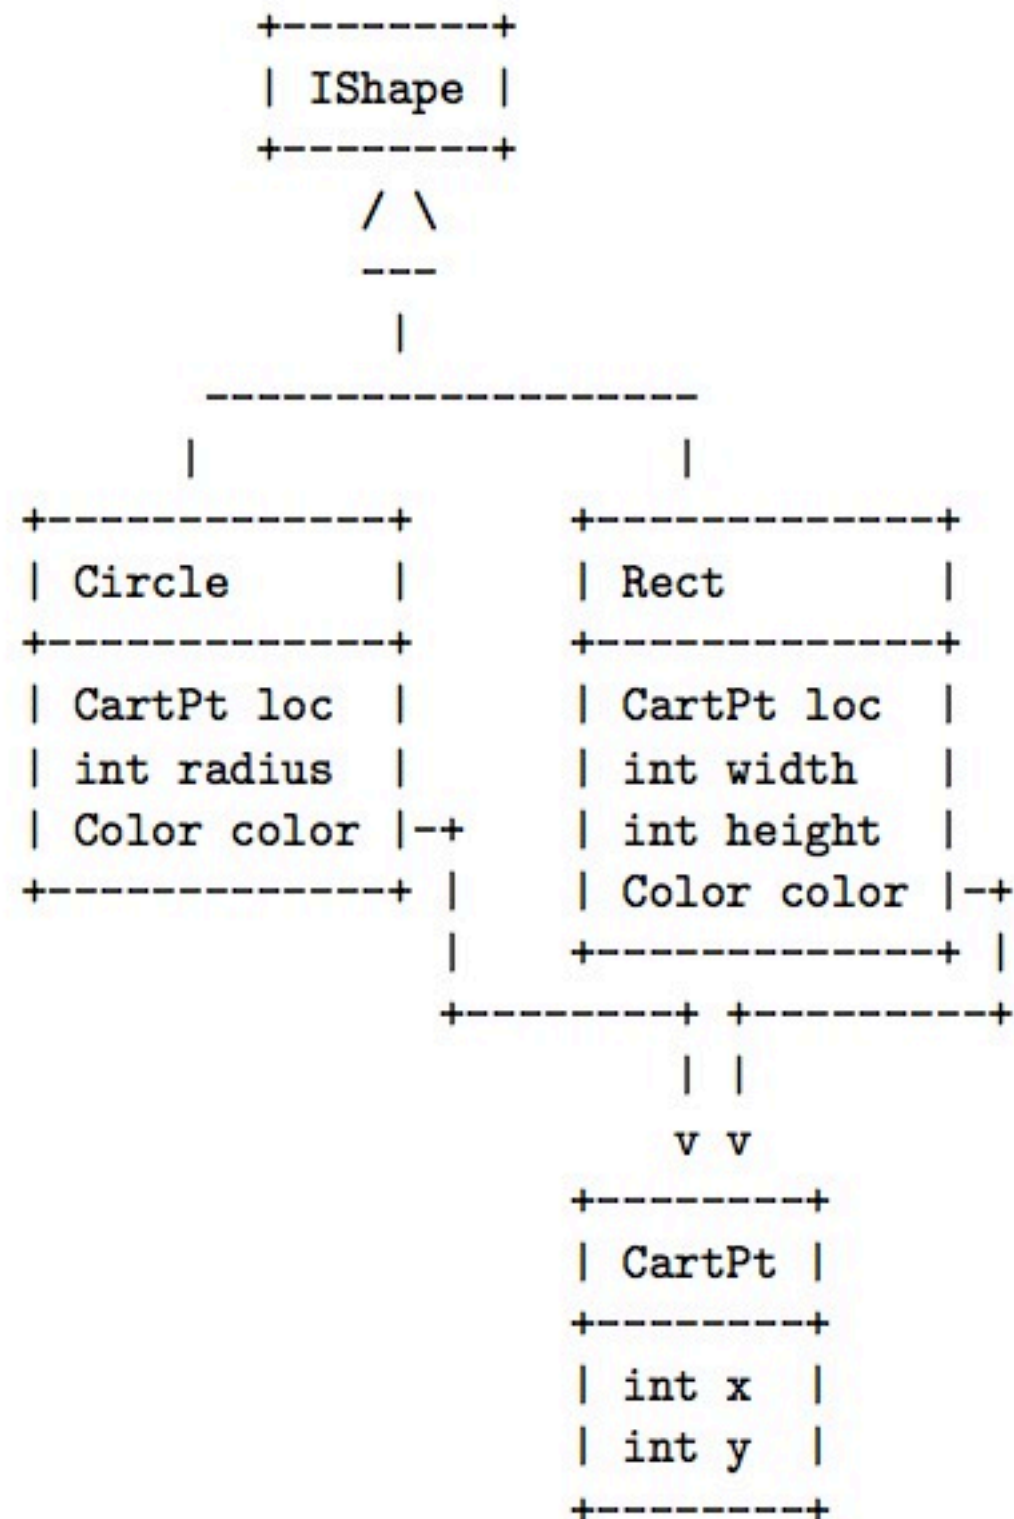 +--------+
| IShape |
+--------+
/ \
---
|
-------------------
| |
+--------------+ +--------------+
| Circle | | Rect |
+--------------+ +--------------+
| CartPt loc | | CartPt loc |
| int radius | | int width |
| Color color |-+ | int height |
+--------------+ | | Color color |-+
| +--------------+ |
+--------+ +---------+
| |
v v
+--------+
| CartPt |
+--------+
| int x |
| int y |
+--------+